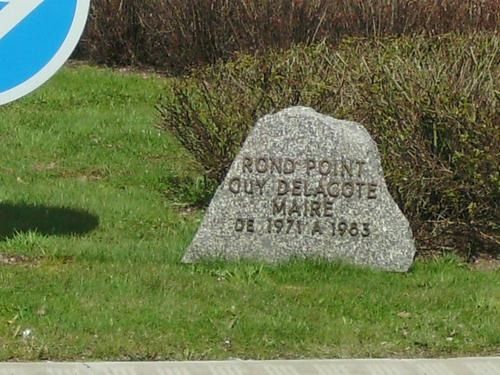 ROND POINT
GUY DELACOTE
MAIRE
DE 1971 A 1983